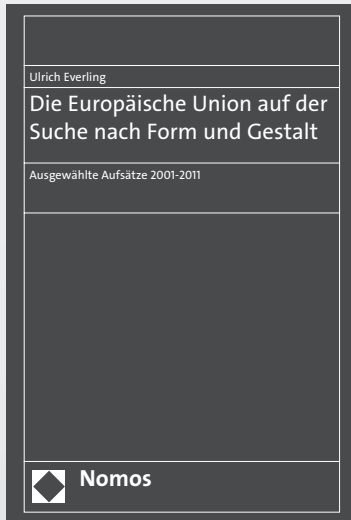 Ulrich Everling
Die Europäische Union auf der
Suche nach Form und Gestalt
Ausgewählte Aufsätze 2001-2011
Nomos